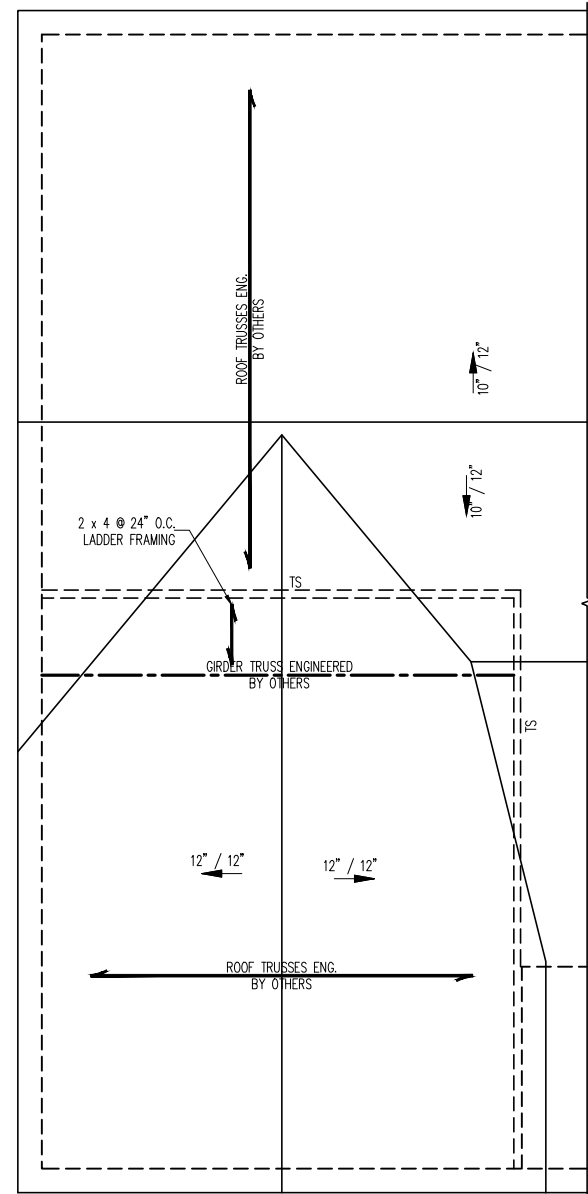 ROOF TRUSSES ENG.
BY OTHERS
10" / 12"
10" / 12"
2 x 4 @ 24" O.C.
LADDER FRAMING
TS
GIRDER TRUSS ENGINEERED
BY OTHERS
TS
12" / 12"
12" / 12"
ROOF TRUSSES ENG.
BY OTHERS